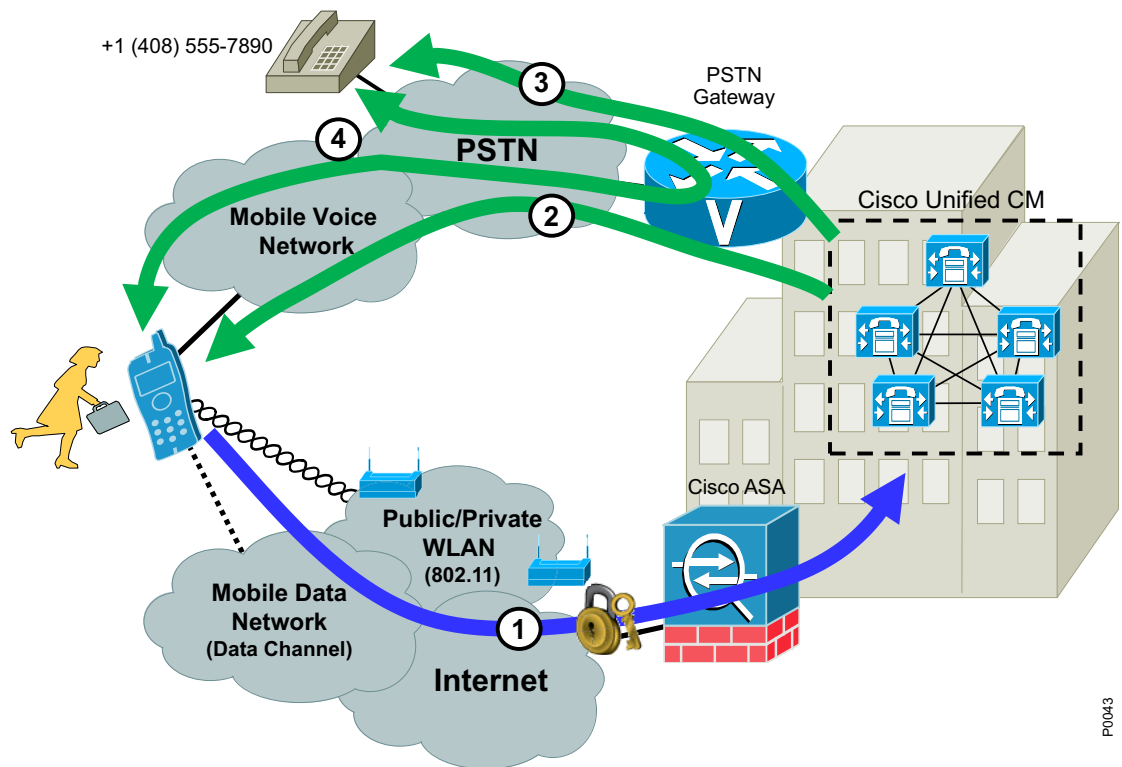 +1 (408) 555-7890
3
PSTN
Gateway
4
PSTN
V
Cisco Unified CM
2
Mobile Voice
Network
Cisco ASA
Public/Private
WLAN
(802.11)
Mobile Data
Network
(Data Channel)
1
Internet
P0043